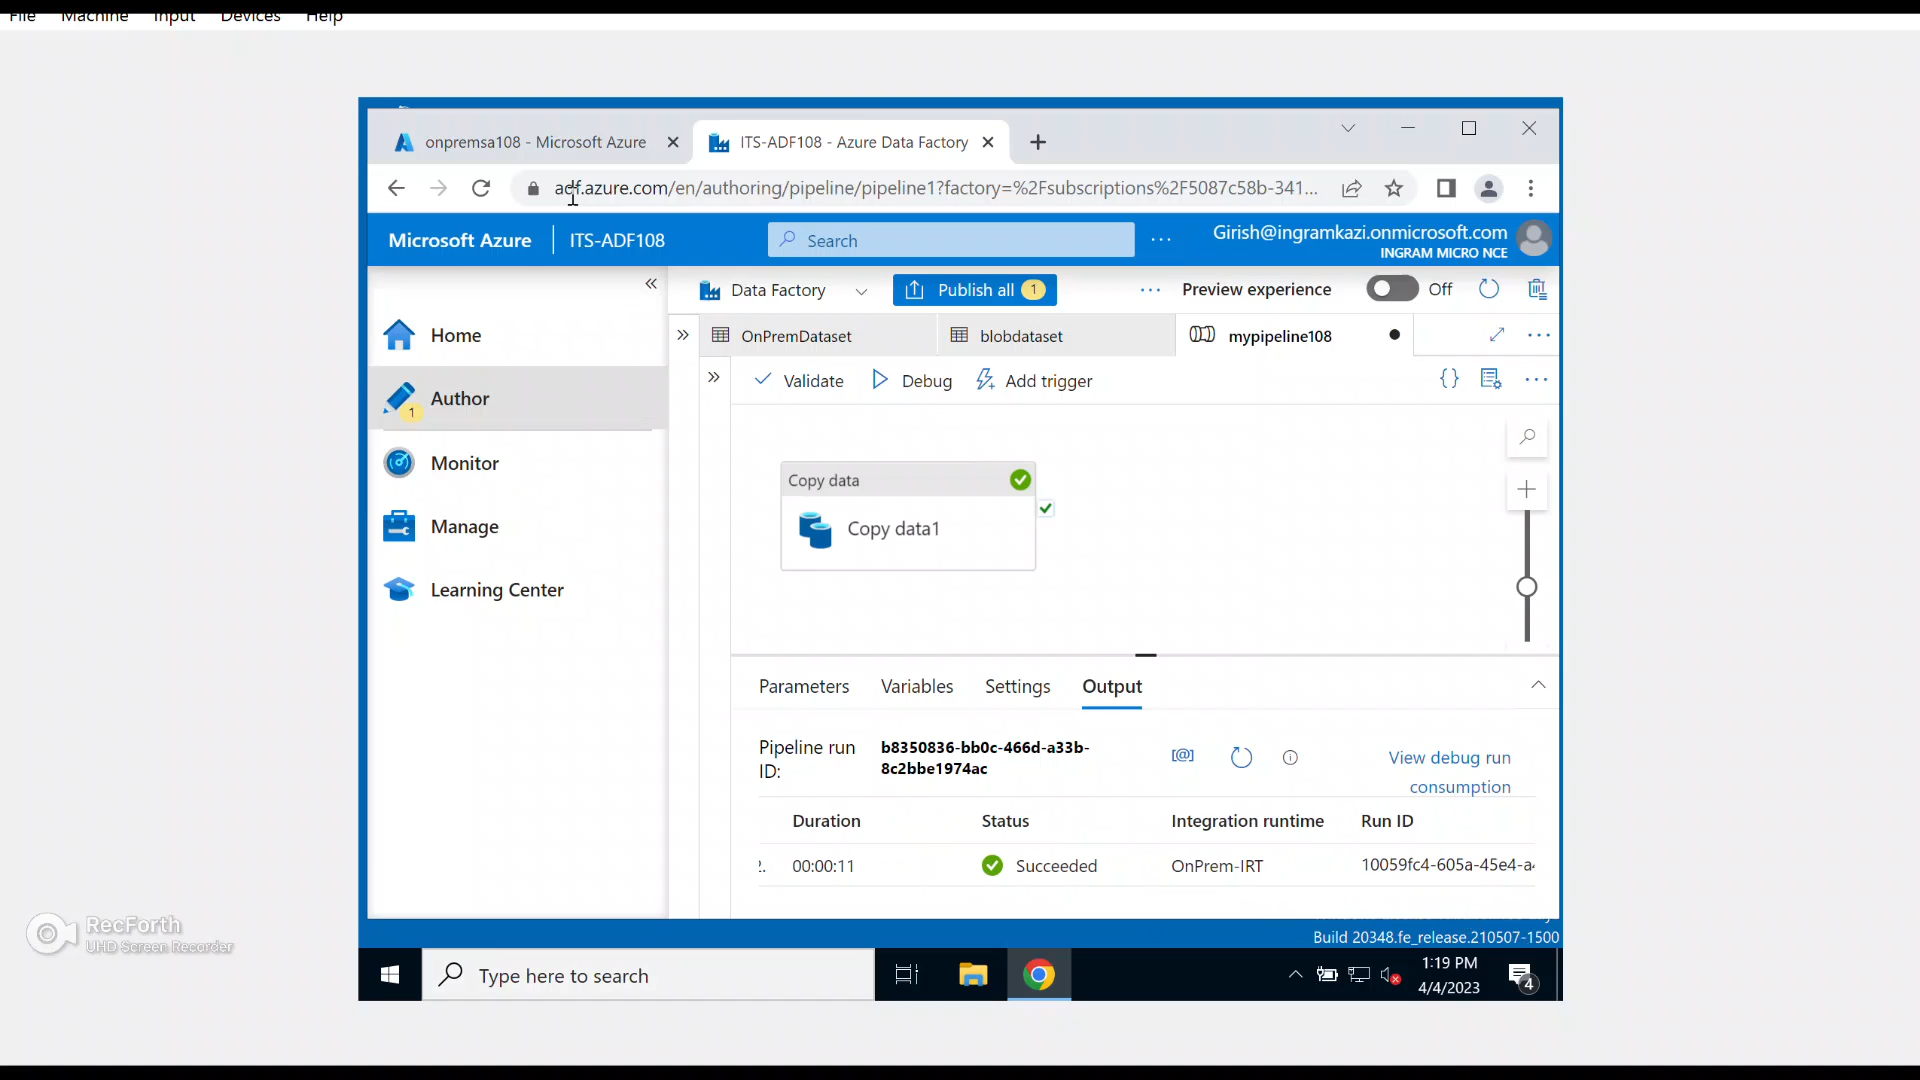 File Machine Input Devices Help
onpremsa108 - Microsoft Azure
ITS-ADF108 - Azure Data Factory
adf.azure.com/en/authoring/pipeline/pipeline1?factory=%2Fsubscriptions%2F5087c58b-341...
Microsoft Azure
ITS-ADF108
Search
Girish@ingramkazi.onmicrosoft.com
INGRAM MICRO NCE
Data Factory
Publish all 1
Preview experience
Off
Home
Author
1
Monitor
Manage
Learning Center
OnPremDataset
blobdataset
mypipeline108
Validate
Debug
Add trigger
Copy data
Copy data1
Parameters
Variables
Settings
Output
Pipeline run
ID:
b8350836-bb0c-466d-a33b-
8c2bbe1974ac
View debug run
consumption
Duration
Status
Integration runtime
Run ID
00:00:11
Succeeded
OnPrem-IRT
10059fc4-605a-45e4-a
RecForth
UHD Screen Recorder
Build 20348.fe_release.210507-1500
Type here to search
1:19 PM
4/4/2023
4